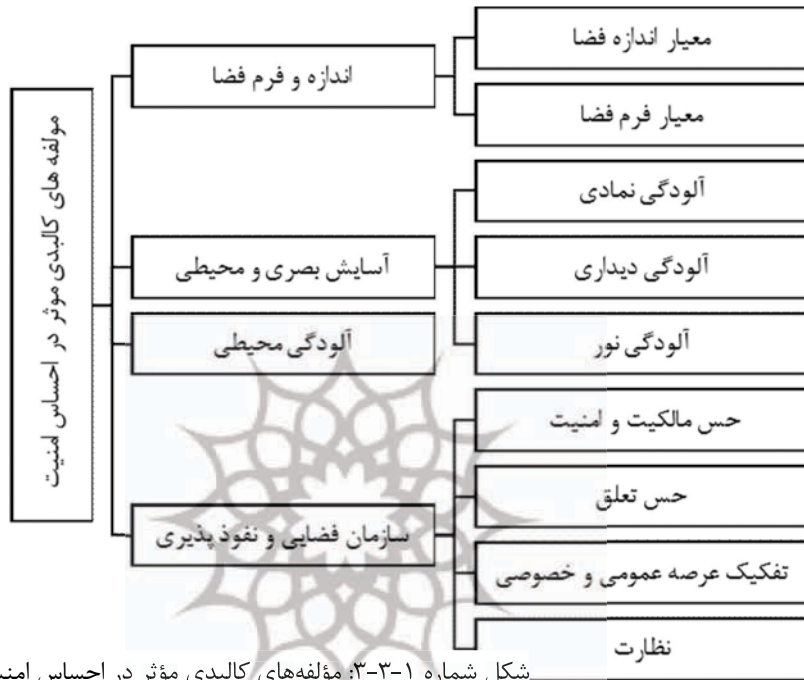 مولفه های کالبدی موثر در احساس امنیت
اندازه و فرم فضا
معیار اندازه فضا
معیار فرم فضا
آسایش بصری و محیطی
آلودگی نمادی
آلودگی دیداری
آلودگی نور
آلودگی محیطی
سازمان فضایی و نفوذ پذیری
حس مالکیت و امنیت
حس تعلق
تفکیک عرصه عمومی و خصوصی
نظارت
شکل شماره ۱-۳-۳: مؤلفه‌های کالبدی مؤثر در احساس